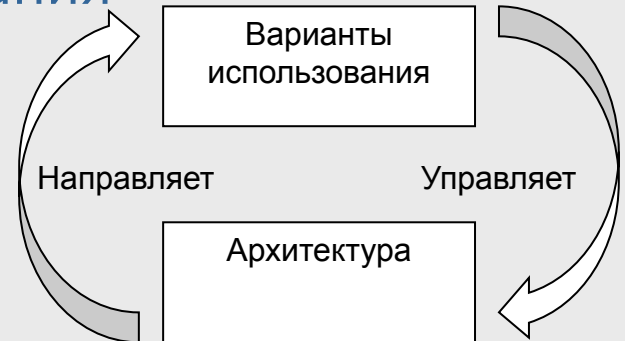 Варианты
использования
Направляет
Управляет
Архитектура